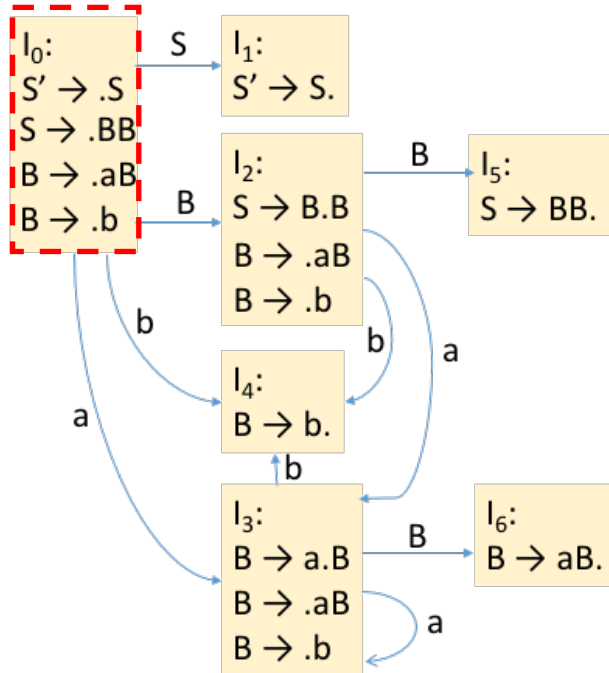 I₀:
S' → .S
S → .BB
B → .aB
B → .b
S
I₁:
S' → S.
B
I₂:
S → B.B
B → .aB
B → .b
B
I₅:
S → BB.
b
b
a
a
I₄:
B → b.
b
I₃:
B → a.B
B → .aB
B → .b
B
a
I₆:
B → aB.